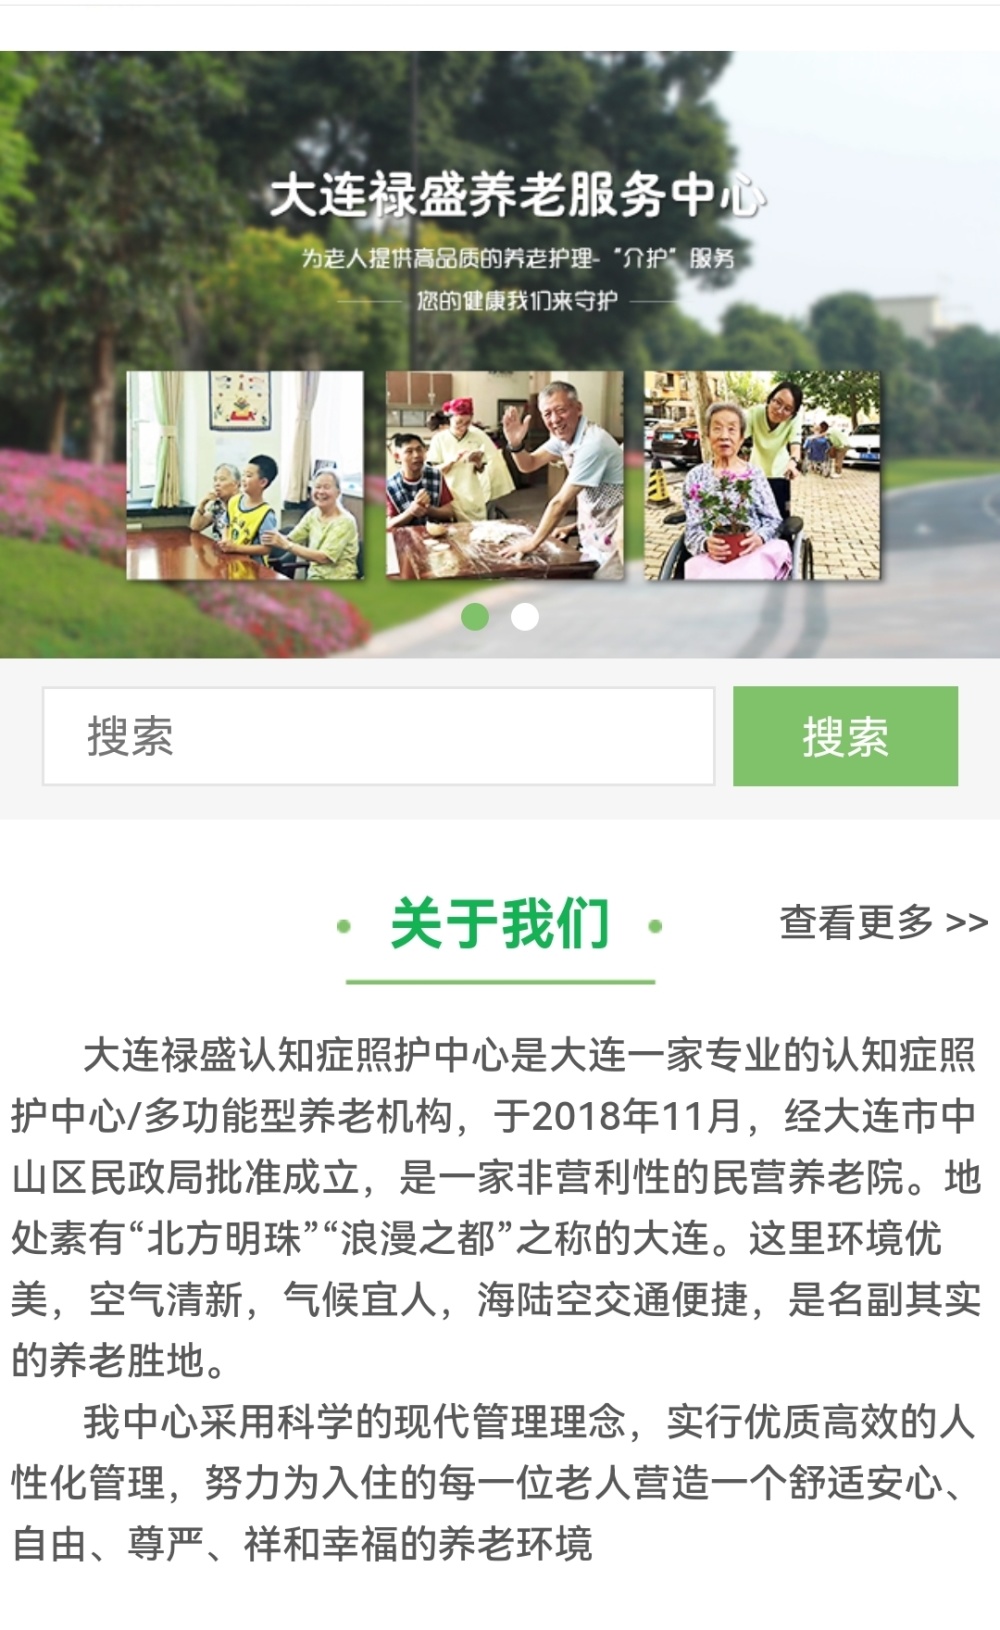 大连禄盛养老服务中心
为老人提供高品质的养老护理-“介护”服务
您的健康我们来守护
搜索
搜索
关于我们
查看更多 >>
大连禄盛认知症照护中心是大连一家专业的认知症照
护中心/多功能型养老机构，于2018年11月，经大连市中
山区民政局批准成立，是一家非营利性的民营养老院。地
处素有“北方明珠”“浪漫之都”之称的大连。这里环境优
美，空气清新，气候宜人，海陆空交通便捷，是名副其实
的养老胜地。
我中心采用科学的现代管理理念，实行优质高效的人
性化管理，努力为入住的每一位老人营造一个舒适安心、
自由、尊严、祥和幸福的养老环境